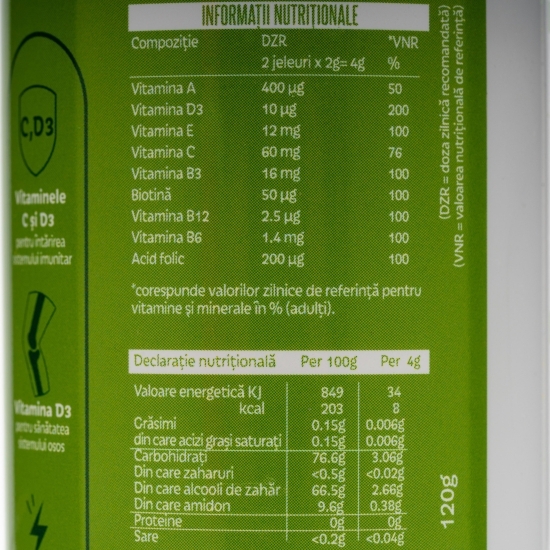 INFORMAȚII NUTRIȚIONALE
Compoziție DZR *VNR
2 jeleuri x 2g= 4g %
Vitamina A 400 µg 50
Vitamina D3 10 µg 200
Vitamina E 12 mg 100
Vitamina C 60 mg 76
Vitamina B3 16 mg 100
Biotină 50 µg 100
Vitamina B12 2.5 µg 100
Vitamina B6 1.4 mg 100
Acid folic 200 µg 100
*corespunde valorilor zilnice de referință pentru
vitamine și minerale în % (adulți).
Declarație nutrițională Per 100g Per 4g
Valoare energetică KJ 849 34
kcal 203 8
Grăsimi 0.15g 0.006g
din care acizi grași saturați 0.15g 0.006g
Carbohidrați 76.6g 3.06g
Din care zaharuri <0.5g <0.02g
Din care alcooli de zahăr 66.5g 2.66g
Din care amidon 9.6g 0.38g
Proteine 0g 0g
Sare <0.2g <0.04g
(DZR = doza zilnică recomandată)
(VNR = valoarea nutrițională de referință)
120g
C,D3
Vitaminele
C și D3
pentru întărirea
sistemului imunitar
Vitamina D3
pentru sănătatea
sistemului osos